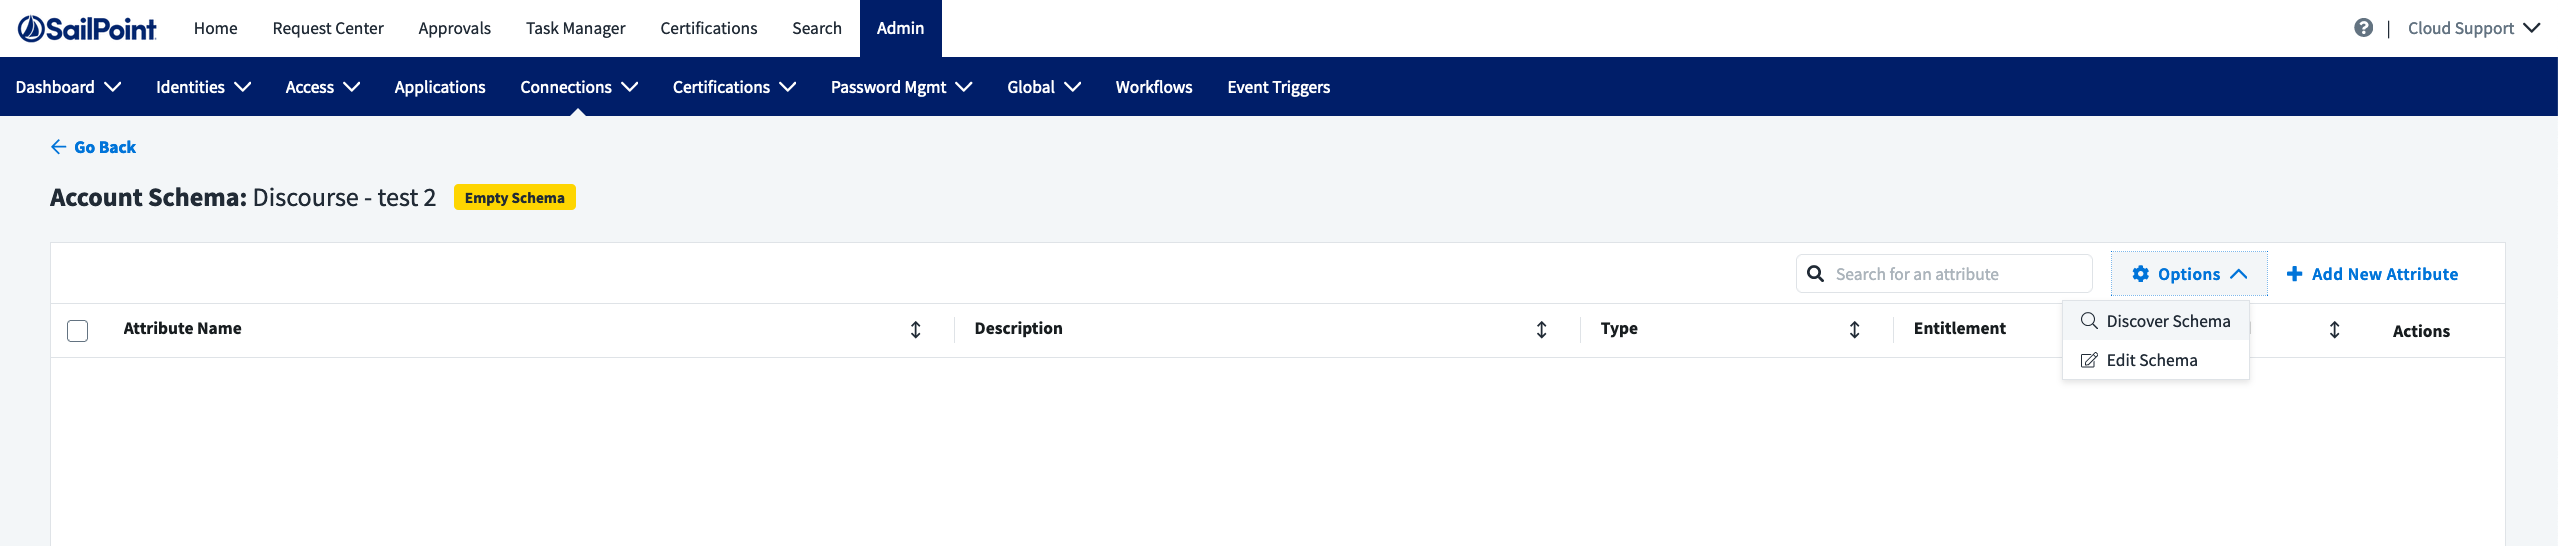 SailPoint Home Request Center Approvals Task Manager Certifications Search Admin Cloud Support
Dashboard Identities Access Applications Connections Certifications Password Mgmt Global Workflows Event Triggers
Go Back
Account Schema: Discourse - test 2 Empty Schema
Search for an attribute Options Add New Attribute
Attribute Name Description Type Entitlement Actions
Discover Schema
Edit Schema